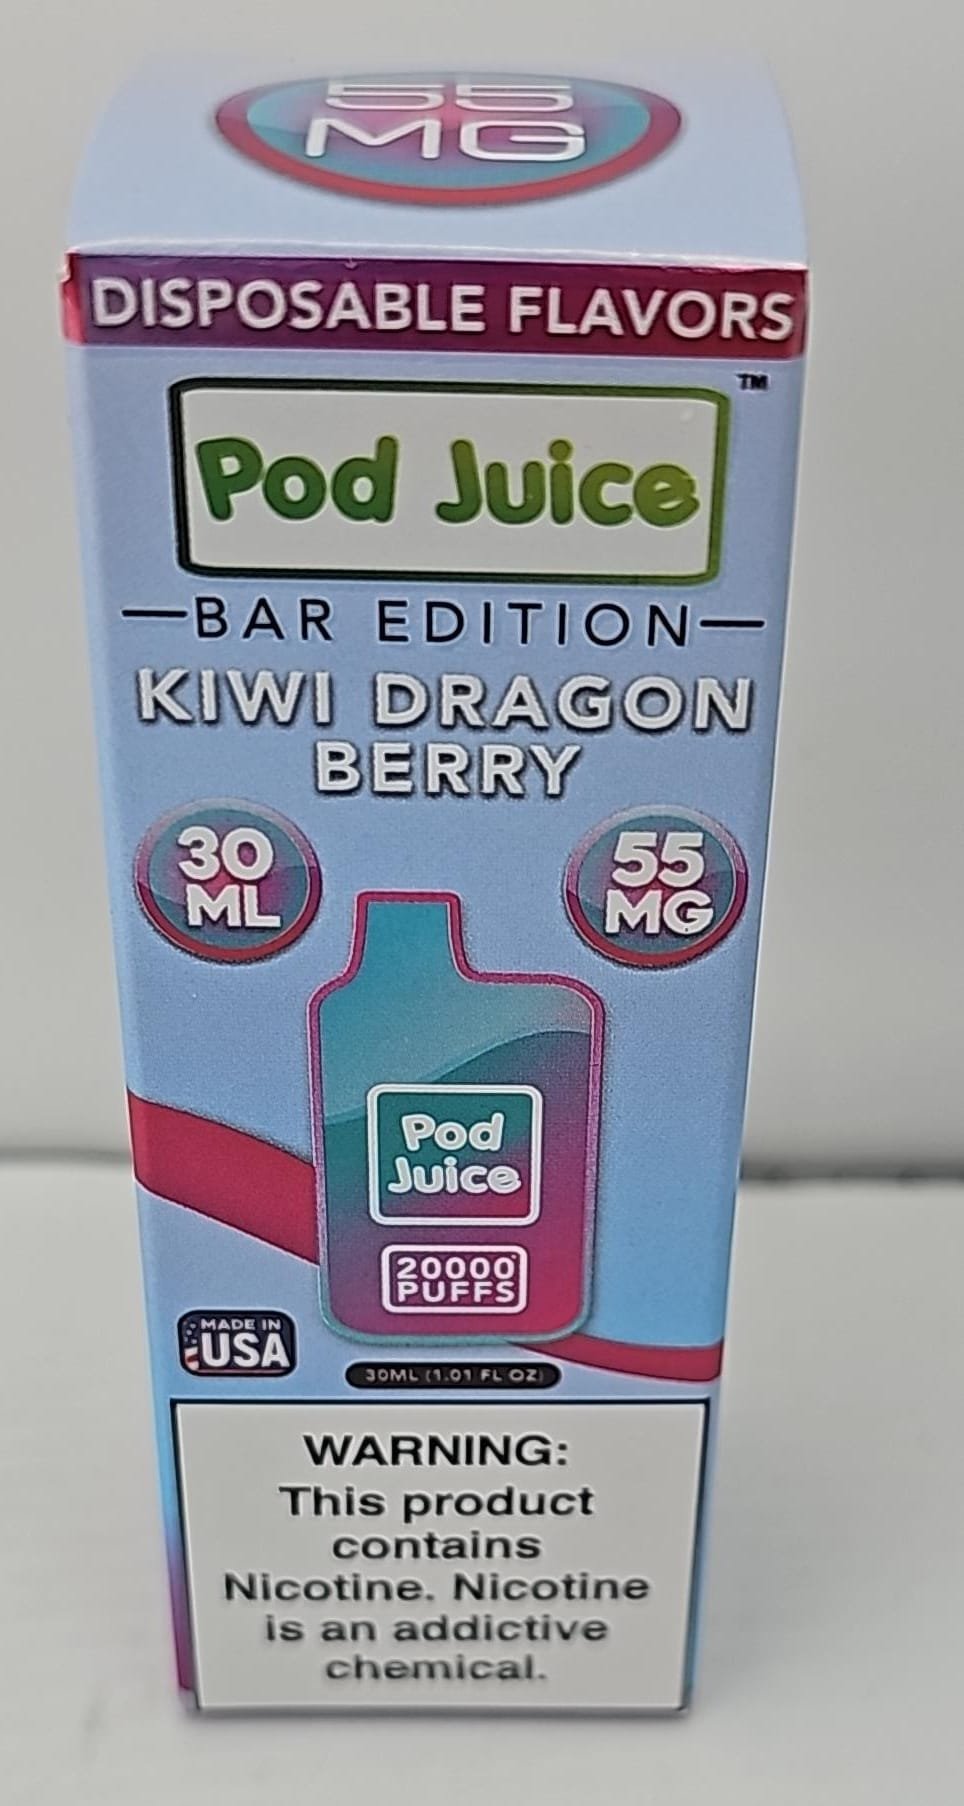 55
MG
DISPOSABLE FLAVORS
TM
Pod Juice
BAR EDITION
KIWI DRAGON
BERRY
30
ML
55
MG
Pod
Juice
20000
PUFFS
MADE IN
USA
30ML (1.01 FL OZ)
WARNING:
This product
contains
Nicotine. Nicotine
is an addictive
chemical.